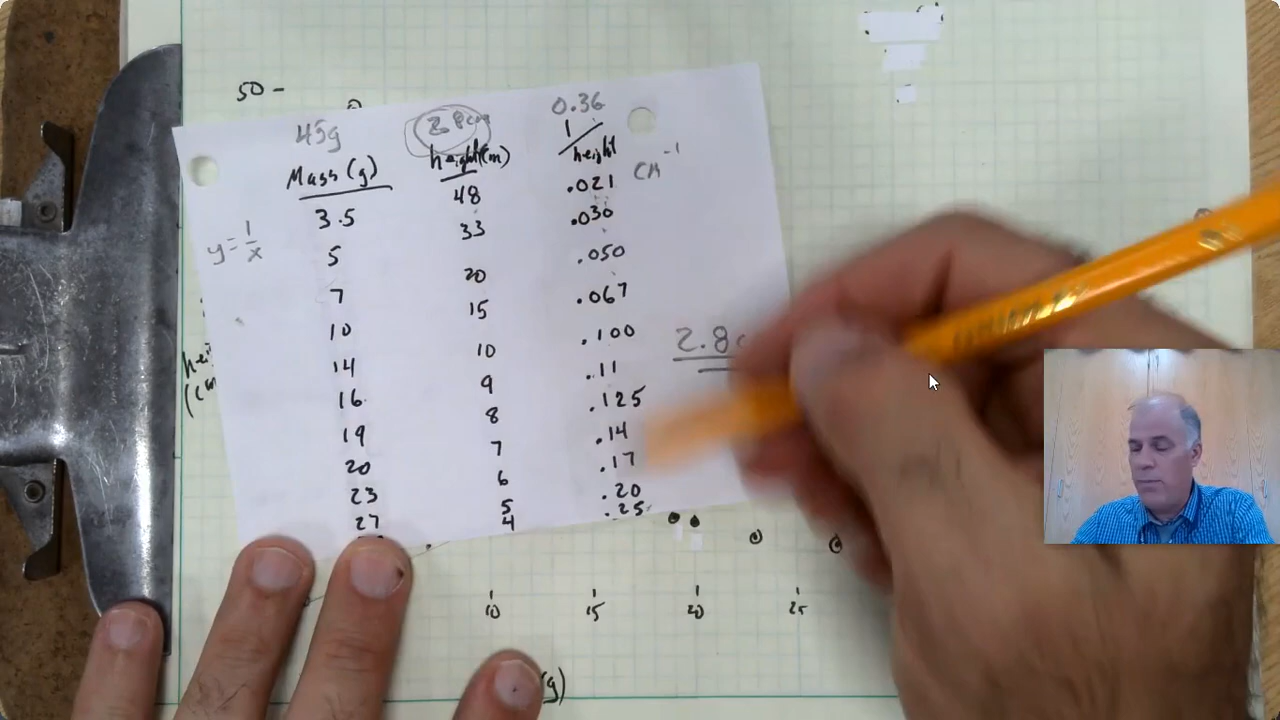 50 -
45g 2.8cm 0.36
Mass (g) height(cm) 1/height
cm⁻¹
3.5 48 .021
5 33 .030
7 20 .050
10 15 .067
14 10 .100
16 9 .11
19 8 .125
20 7 .14
23 6 .17
27 5 .20
4 .25
y = 1/x
2.8
10 15 20 25
(g)